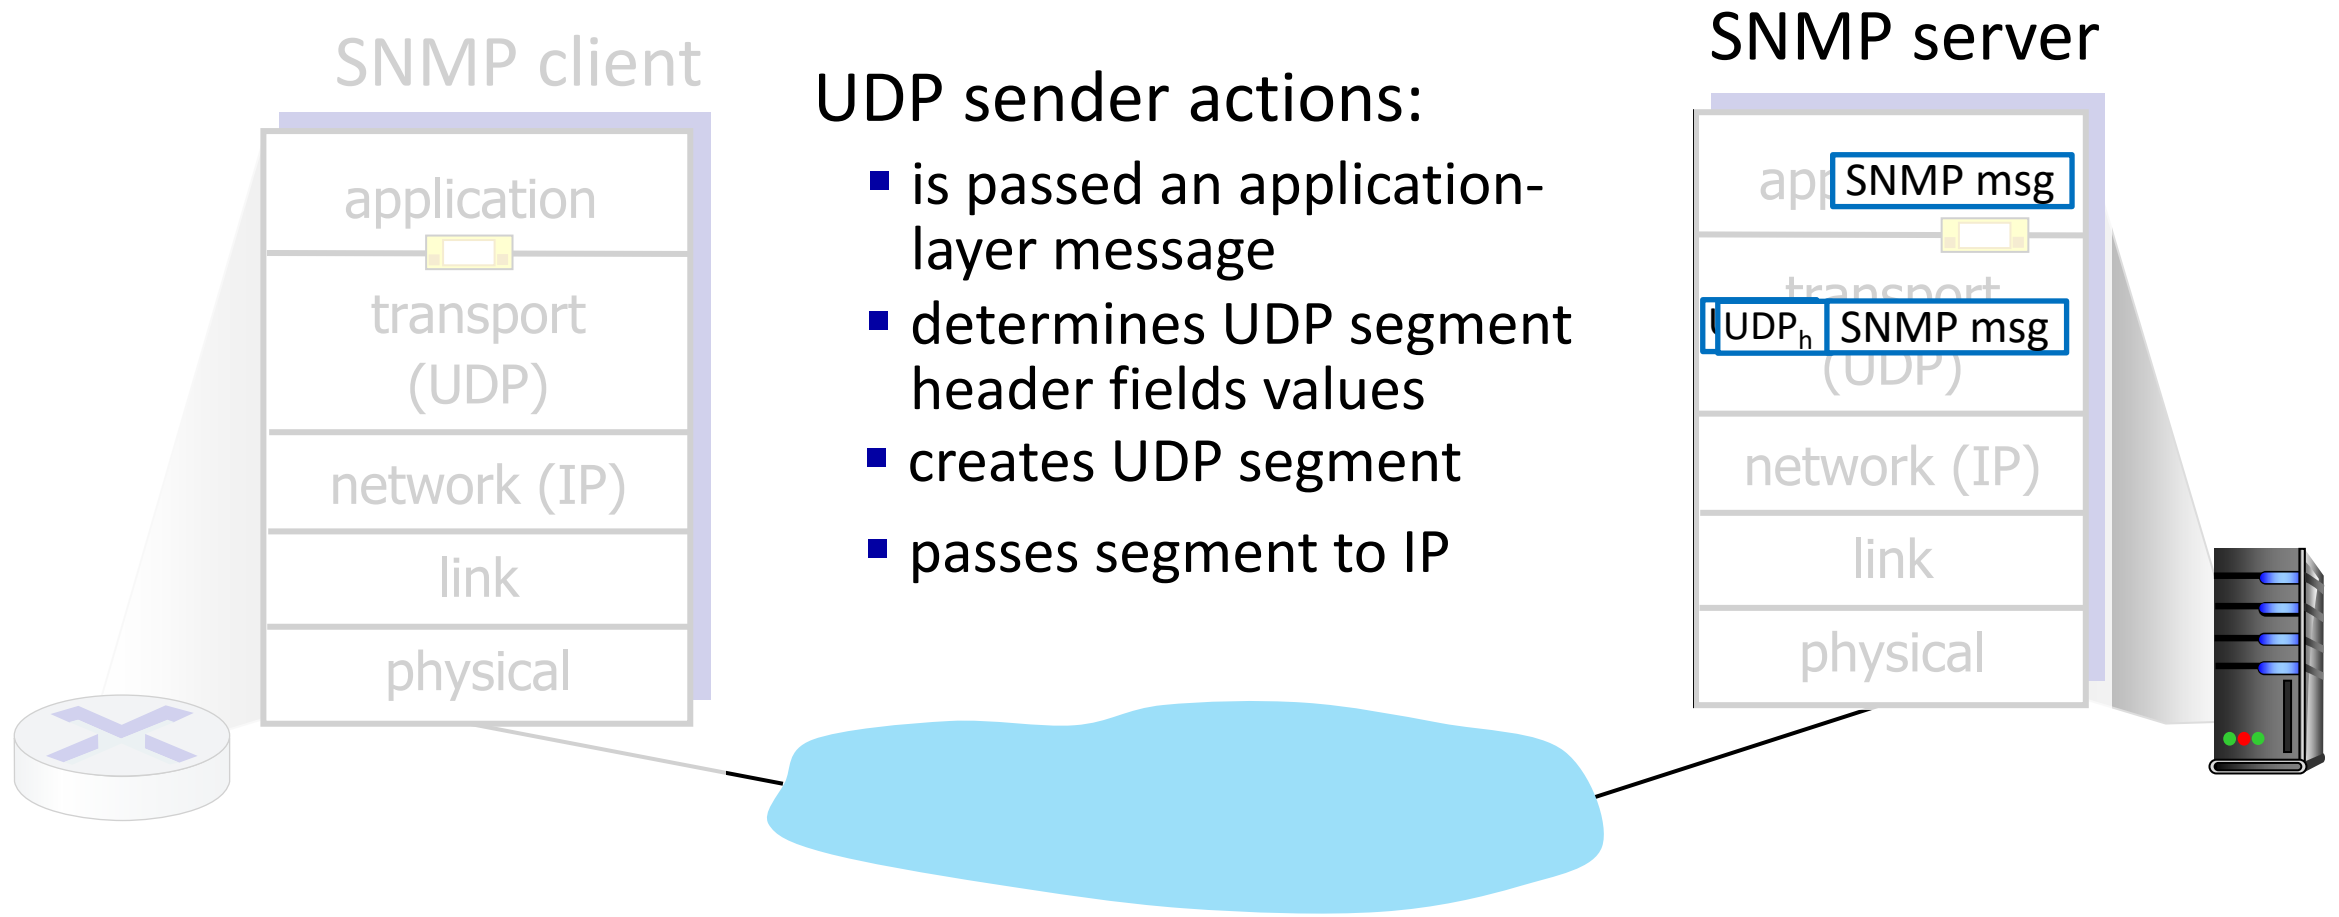 SNMP client
application
transport
(UDP)
network (IP)
link
physical
UDP sender actions:
is passed an application-
layer message
determines UDP segment
header fields values
creates UDP segment
passes segment to IP
SNMP server
SNMP msg
transport
UDPh SNMP msg
(UDP)
network (IP)
link
physical